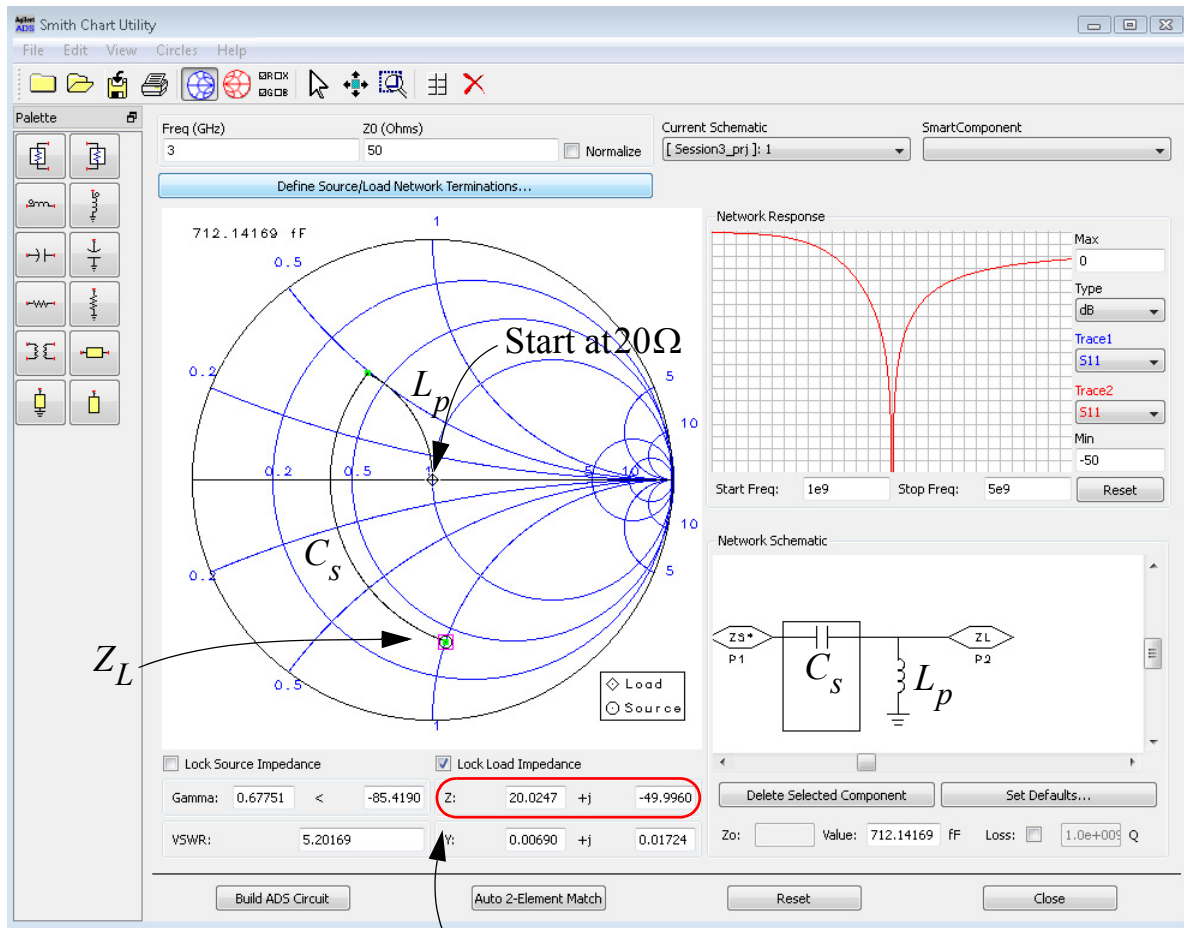 Agilent ADS Smith Chart Utility
File Edit View Circles Help
Palette
Freq (GHz) Z0 (Ohms)
3 50 Normalize
Current Schematic SmartComponent
[ Session3_prj ]: 1
Define Source/Load Network Terminations...
712.14169 fF
1
0.5
0.2
0.2 0.5 1 5 10
5
10
10
5
0.2
0.5
1
Start at20Ω
L_p
C_s
Z_L
Load
Source
Network Response
Max
0
Type
dB
Trace1
S11
Trace2
S11
Min
-50
Start Freq: 1e9 Stop Freq: 5e9 Reset
Network Schematic
ZS*
P1
C_s
L_p
ZL
P2
Lock Source Impedance Lock Load Impedance
Gamma: 0.67751 < -85.4190 Z: 20.0247 +j -49.9960
VSWR: 5.20169 Y: 0.00690 +j 0.01724
Delete Selected Component Set Defaults...
Zo: Value: 712.14169 fF Loss: 1.0e+009 Q
Build ADS Circuit Auto 2-Element Match Reset Close